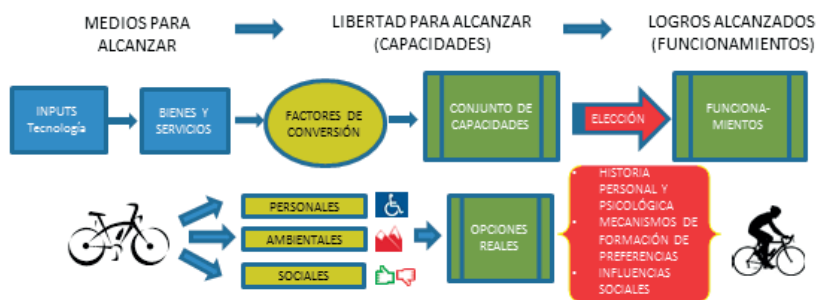 MEDIOS PARA
ALCANZAR
LIBERTAD PARA ALCANZAR
(CAPACIDADES)
LOGROS ALCANZADOS
(FUNCIONAMIENTOS)
INPUTS
Tecnología
BIENES Y
SERVICIOS
FACTORES DE
CONVERSIÓN
CONJUNTO DE
CAPACIDADES
ELECCIÓN
FUNCIONA-
MIENTOS
PERSONALES
AMBIENTALES
SOCIALES
OPCIONES
REALES
• HISTORIA
PERSONAL Y
PSICOLÓGICA
• MECANISMOS DE
FORMACIÓN DE
PREFERENCIAS
• INFLUENCIAS
SOCIALES